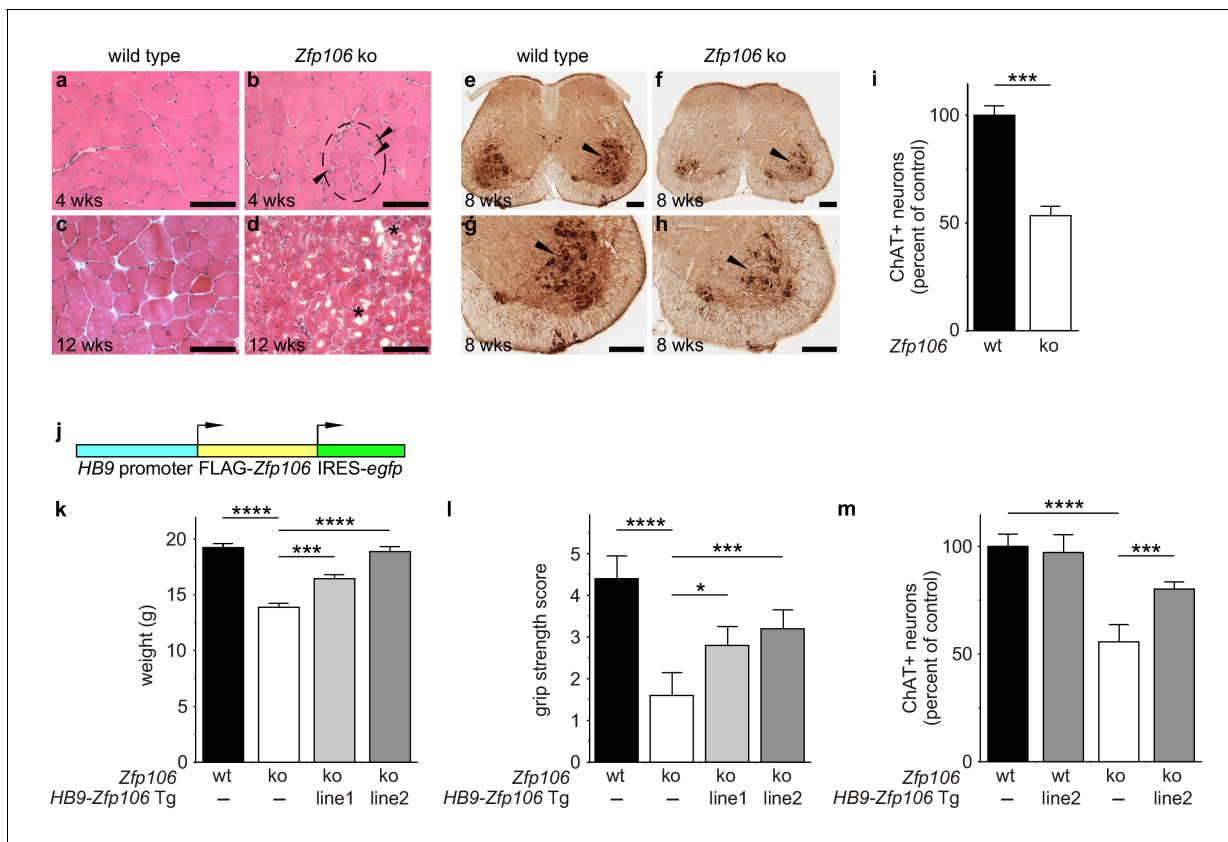 wild type
Zfp106 ko
wild type
Zfp106 ko
a
4 wks
b
4 wks
c
12 wks
d
*
*
12 wks
e
8 wks
f
8 wks
g
8 wks
h
8 wks
i
***
100
50
0
ChAT+ neurons
(percent of control)
Zfp106
wt
ko
j
HB9 promoter FLAG-Zfp106 IRES-egfp
k
****
****
***
20
15
10
5
0
weight (g)
Zfp106 wt ko ko ko
HB9-Zfp106 Tg – – line1 line2
l
****
***
*
5
4
3
2
1
0
grip strength score
Zfp106 wt ko ko ko
HB9-Zfp106 Tg – – line1 line2
m
****
***
100
50
0
ChAT+ neurons
(percent of control)
Zfp106 wt wt ko ko
HB9-Zfp106 Tg – line2 – line2